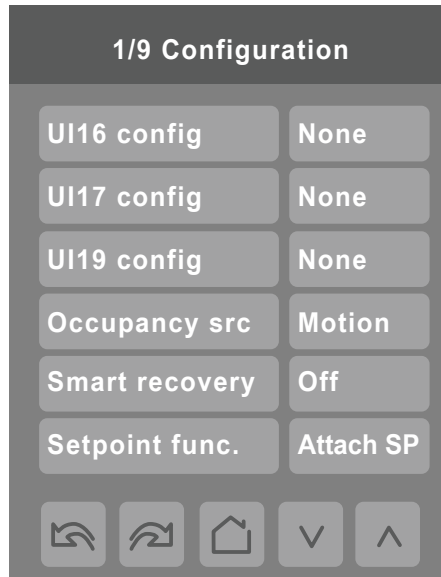 1/9 Configuration
UI16 config None
UI17 config None
UI19 config None
Occupancy src Motion
Smart recovery Off
Setpoint func. Attach SP